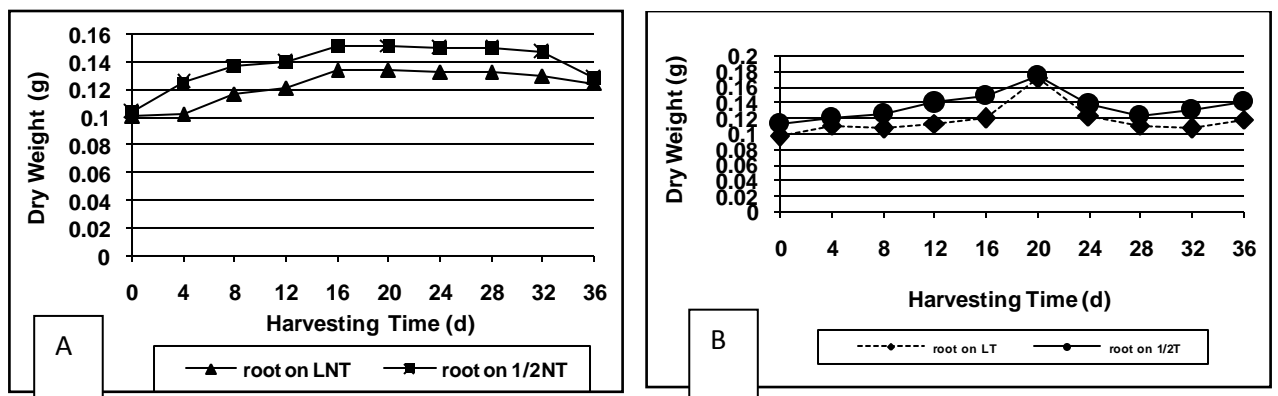 Dry Weight (g)
0.16
0.14
0.12
0.1
0.08
0.06
0.04
0.02
0
0 4 8 12 16 20 24 28 32 36
Harvesting Time (d)
A
root on LNT root on 1/2NT
Dry Weight (g)
0.2
0.18
0.16
0.14
0.12
0.1
0.08
0.06
0.04
0.02
0
0 4 8 12 16 20 24 28 32 36
Harvesting Time (d)
B
root on LT root on 1/2T